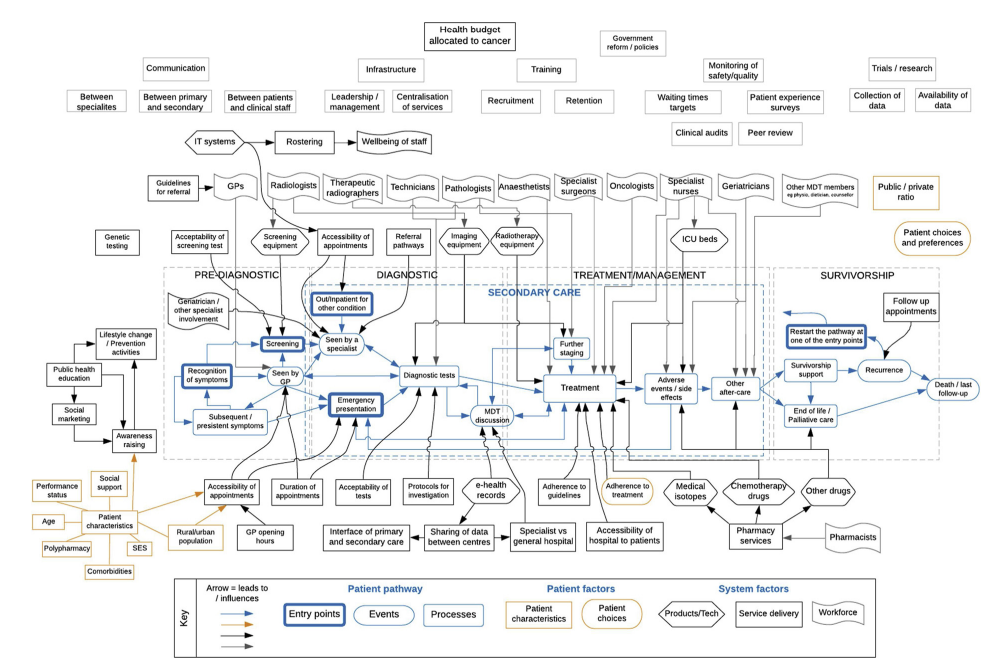 Health budget
allocated to cancer
Government
reform / policies
Communication
Infrastructure
Training
Monitoring of
safety/quality
Trials / research
Between
specialites
Between primary
and secondary
Between patients
and clinical staff
Leadership /
management
Centralisation
of services
Recruitment
Retention
Waiting times
targets
Patient experience
surveys
Collection of
data
Availability of
data
Clinical audits
Peer review
IT systems
Rostering
Wellbeing of staff
Guidelines
for referral
GPs
Radiologists
Therapeutic
radiographers
Technicians
Pathologists
Anaesthetists
Specialist
surgeons
Oncologists
Specialist
nurses
Geriatricians
Other MDT members
eg physio, dietician, counsellor
Public / private
ratio
Genetic
testing
Acceptability of
screening test
Screening
equipment
Accessibility of
appointments
Referral
pathways
Imaging
equipment
Radiotherapy
equipment
ICU beds
Patient choices
and preferences
PRE-DIAGNOSTIC
DIAGNOSTIC
TREATMENT/MANAGEMENT
SURVIVORSHIP
SECONDARY CARE
Geriatrician /
other specialist
involvement
Out/Inpatient for
other condition
Follow up
appointments
Lifestyle change
/ Prevention
activities
Screening
Seen by a
specialist
Further
staging
Restart the pathway at
one of the entry points
Public health
education
Recognition
of symptoms
Seen by
GP
Diagnostic tests
Treatment
Adverse
events / side
effects
Other
after-care
Survivorship
support
Recurrence
Death / last
follow-up
Social
marketing
Awareness
raising
Subsequent /
presistent symptoms
Emergency
presentation
MDT
discussion
End of life /
Palliative care
Performance
status
Social
support
Accessibility of
appointments
Duration of
appointments
Acceptability of
tests
Protocols for
investigation
e-health
records
Adherence to
guidelines
Adherence to
treatment
Medical
isotopes
Chemotherapy
drugs
Other drugs
Age
Patient
characteristics
Rural/urban
population
GP opening
hours
Interface of primary
and secondary care
Sharing of data
between centres
Specialist vs
general hospital
Accessibility of
hospital to patients
Pharmacy
services
Pharmacists
Polypharmacy
SES
Comorbidities
Key
Arrow = leads to
/ influences
Patient pathway
Patient factors
System factors
Entry points
Events
Processes
Patient
characteristics
Patient
choices
Products/Tech
Service delivery
Workforce